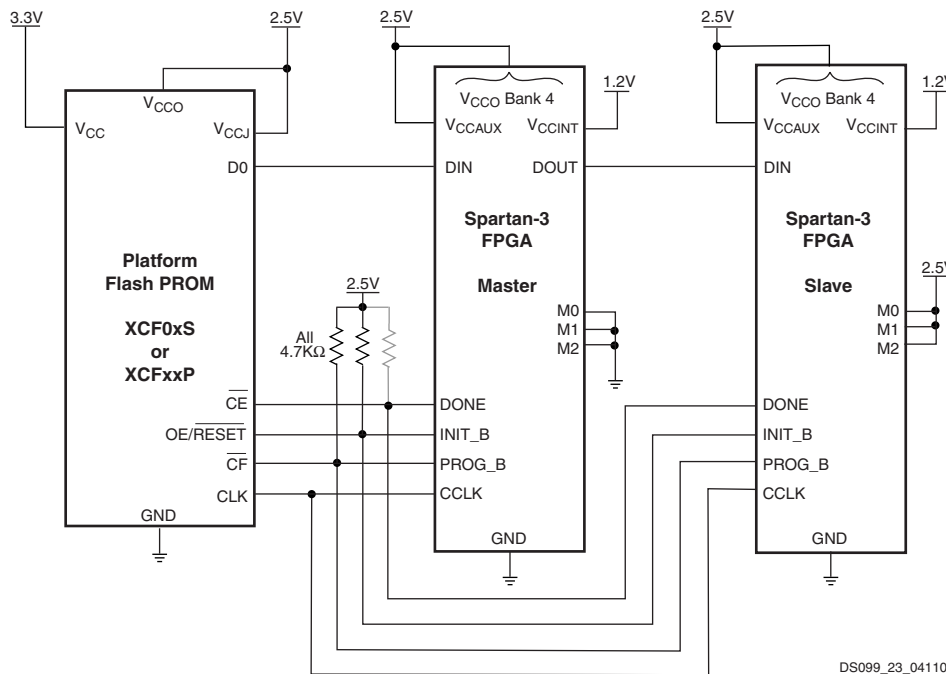 3.3V
2.5V
2.5V
2.5V
VCCO
VCC
VCCJ
D0
Platform
Flash PROM
XCF0xS
or
XCFxxP
CE
OE/RESET
CF
CLK
GND
2.5V
All
4.7KΩ
VCCO Bank 4
1.2V
VCCAUX
VCCINT
DIN
DOUT
Spartan-3
FPGA
Master
M0
M1
M2
DONE
INIT_B
PROG_B
CCLK
GND
VCCO Bank 4
1.2V
VCCAUX
VCCINT
DIN
Spartan-3
FPGA
Slave
2.5V
M0
M1
M2
DONE
INIT_B
PROG_B
CCLK
GND
DS099_23_04110